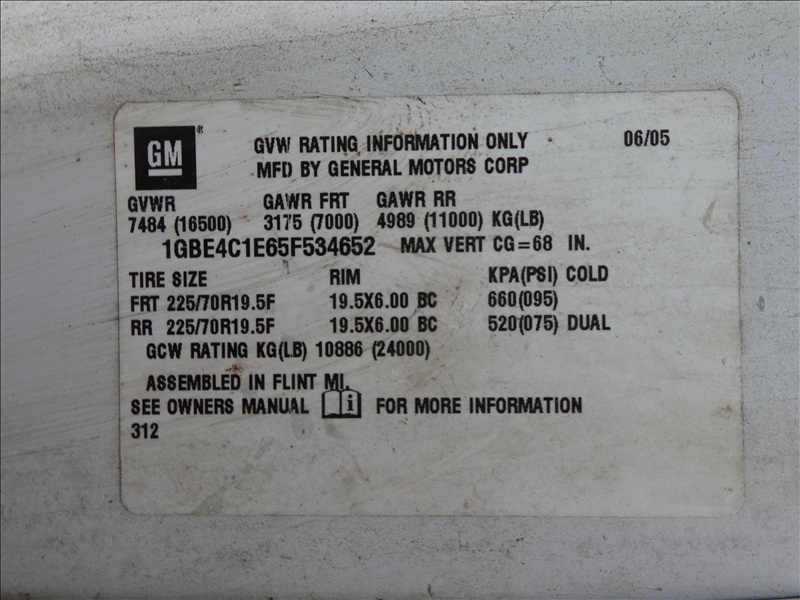 GM®
GVW RATING INFORMATION ONLY 06/05
MFD BY GENERAL MOTORS CORP
GVWR GAWR FRT GAWR RR
7484 (16500) 3175 (7000) 4989 (11000) KG(LB)
1GBE4C1E65F534652 MAX VERT CG=68 IN.
TIRE SIZE RIM KPA(PSI) COLD
FRT 225/70R19.5F 19.5X6.00 BC 660(095)
RR 225/70R19.5F 19.5X6.00 BC 520(075) DUAL
GCW RATING KG(LB) 10886 (24000)
ASSEMBLED IN FLINT MI.
SEE OWNERS MANUAL i FOR MORE INFORMATION
312